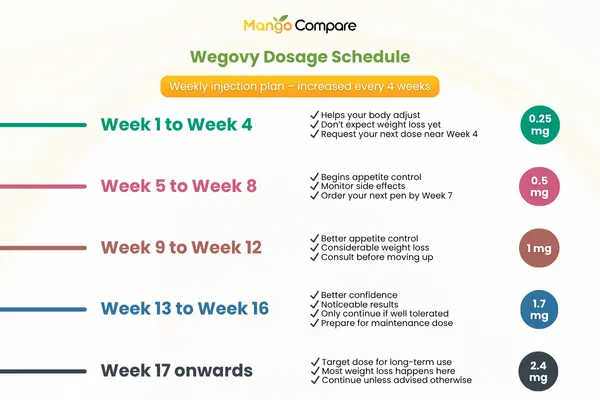 Mango Compare
Wegovy Dosage Schedule
Weekly injection plan – increased every 4 weeks
Week 1 to Week 4
Helps your body adjust
Don't expect weight loss yet
Request your next dose near Week 4
0.25
mg
Week 5 to Week 8
Begins appetite control
Monitor side effects
Order your next pen by Week 7
0.5
mg
Week 9 to Week 12
Better appetite control
Considerable weight loss
Consult before moving up
1 mg
Week 13 to Week 16
Better confidence
Noticeable results
Only continue if well tolerated
Prepare for maintenance dose
1.7
mg
Week 17 onwards
Target dose for long-term use
Most weight loss happens here
Continue unless advised otherwise
2.4
mg